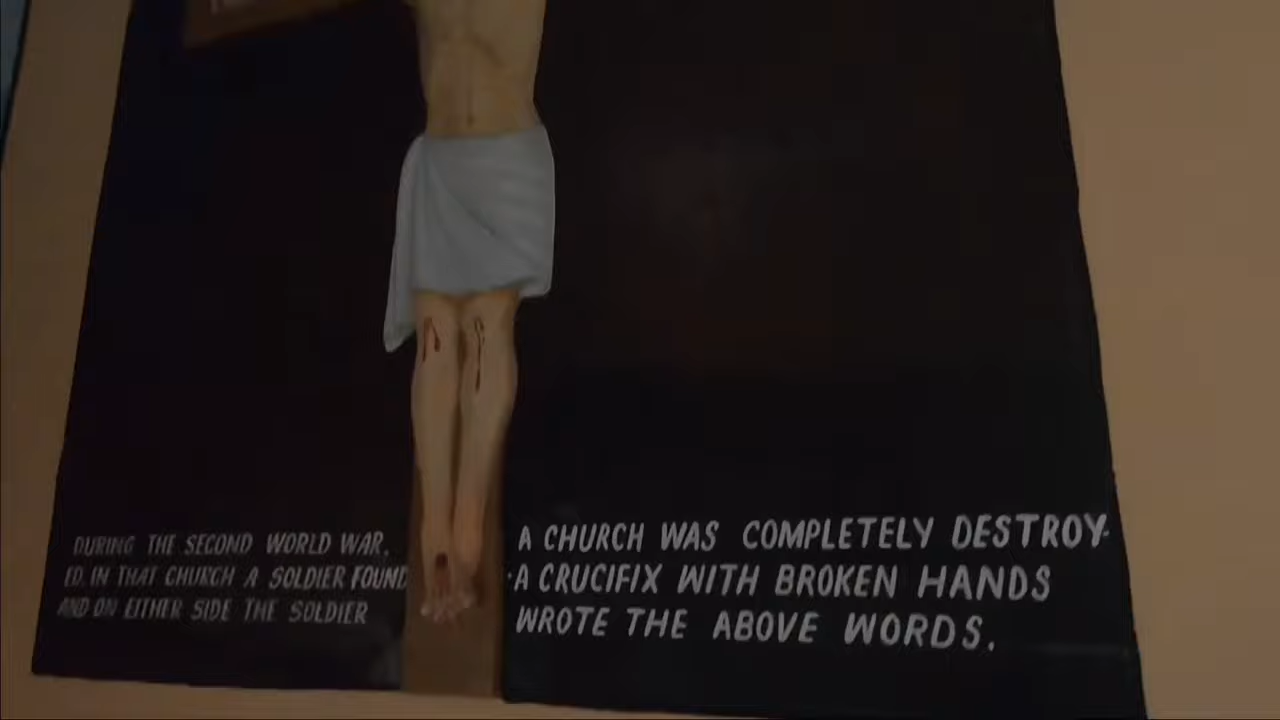 DURING THE SECOND WORLD WAR, A CHURCH WAS COMPLETELY DESTROY-
ED. IN THAT CHURCH A SOLDIER FOUND A CRUCIFIX WITH BROKEN HANDS
AND ON EITHER SIDE THE SOLDIER WROTE THE ABOVE WORDS.